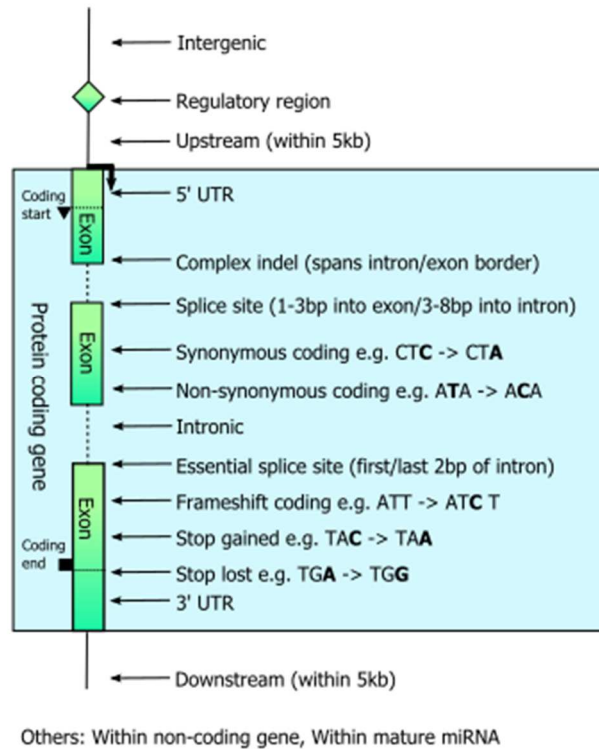 Intergenic
Regulatory region
Upstream (within 5kb)
Coding
start
5' UTR
Exon
Complex indel (spans intron/exon border)
Protein coding gene
Splice site (1-3bp into exon/3-8bp into intron)
Exon
Synonymous coding e.g. CTC -> CTA
Non-synonymous coding e.g. ATA -> ACA
Intronic
Essential splice site (first/last 2bp of intron)
Exon
Frameshift coding e.g. ATT -> ATC T
Stop gained e.g. TAC -> TAA
Coding
end
Stop lost e.g. TGA -> TGG
3' UTR
Downstream (within 5kb)
Others: Within non-coding gene, Within mature miRNA